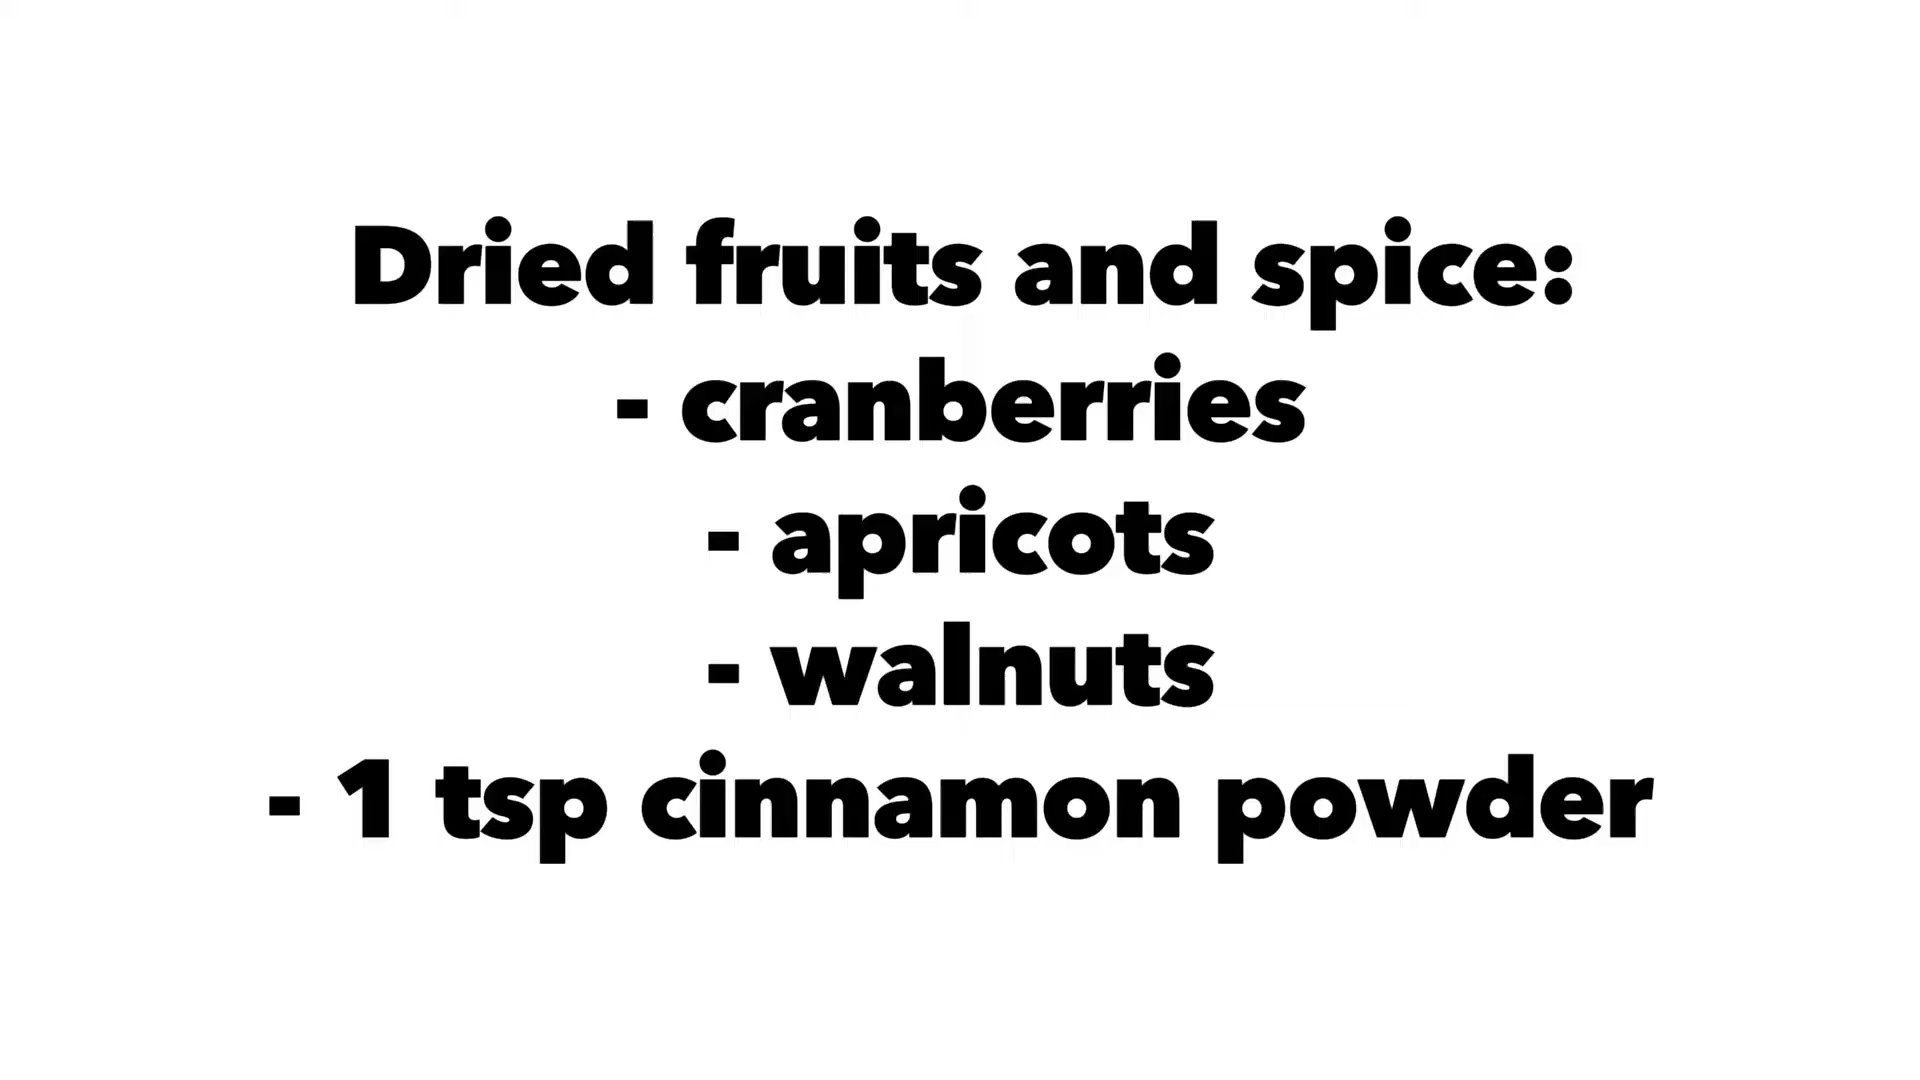 Dried fruits and spice:
- cranberries
- apricots
- walnuts
- 1 tsp cinnamon powder